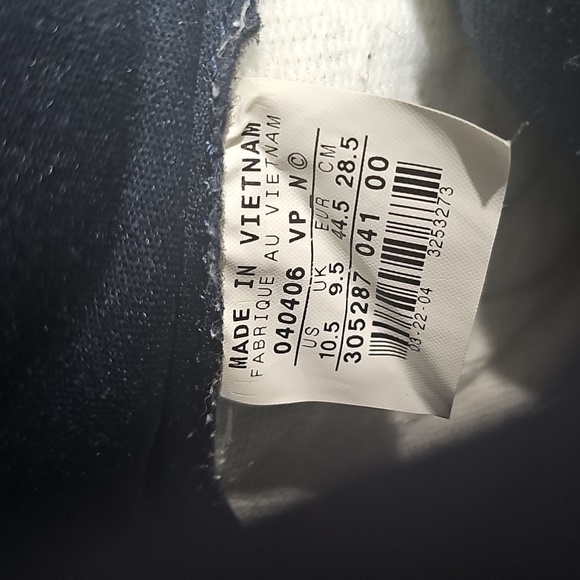 MADE IN VIETNAM
FABRIQUE AU VIETNAM
040406 VP N©
US UK EUR CM
10.5 9.5 44.5 28.5
305287 041 00
03-22-04 3253273